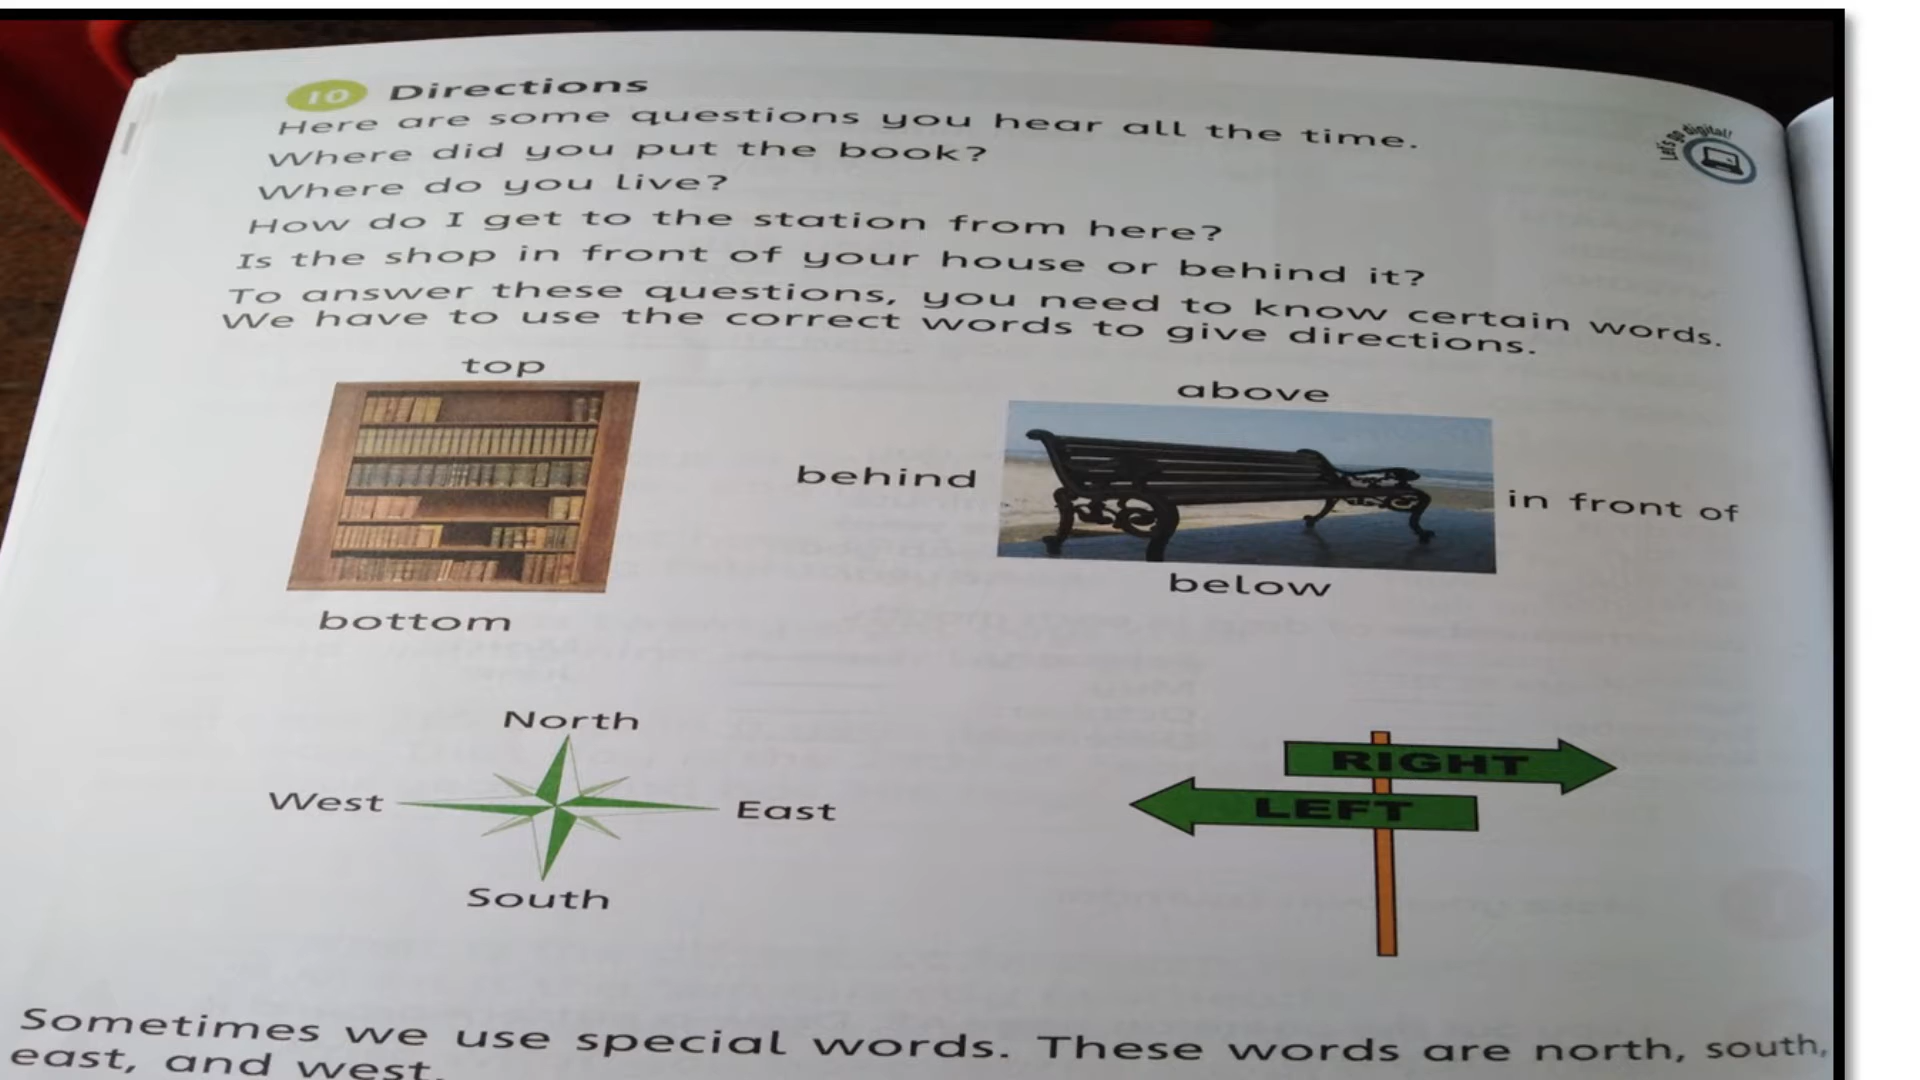 10 Directions
Here are some questions you hear all the time.
Let's go digital!
Where did you put the book?
Where do you live?
How do I get to the station from here?
Is the shop in front of your house or behind it?
To answer these questions, you need to know certain words.
We have to use the correct words to give directions.
top
above
behind
in front of
below
bottom
North
West
East
South
RIGHT
LEFT
Sometimes we use special words. These words are north, south,
east, and west.